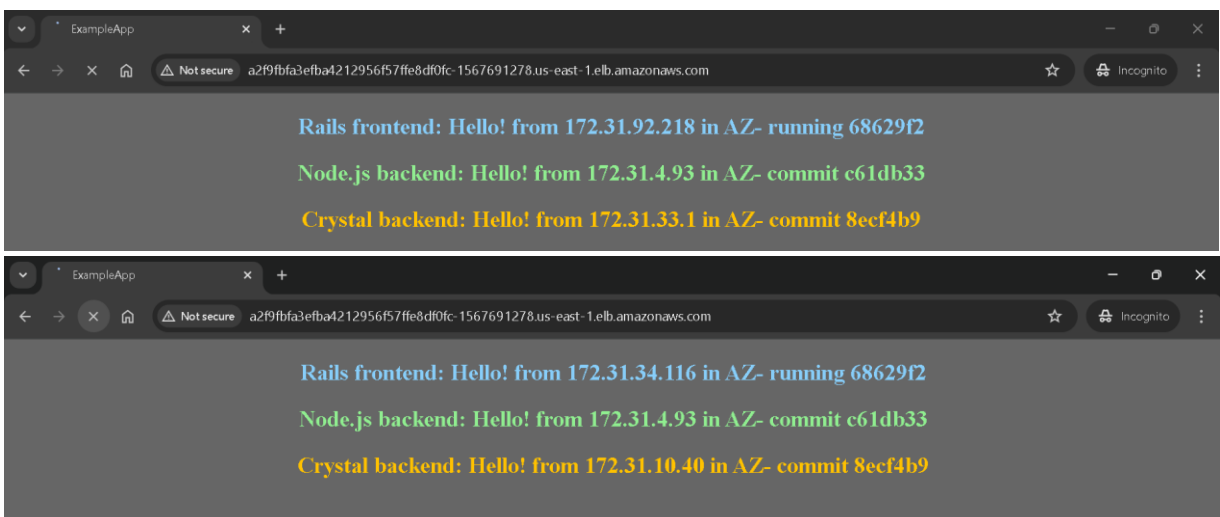 ExampleApp
Not secure a2f9fbfa3efba4212956f57ffe8df0fc-1567691278.us-east-1.elb.amazonaws.com Incognito
Rails frontend: Hello! from 172.31.92.218 in AZ- running 68629f2
Node.js backend: Hello! from 172.31.4.93 in AZ- commit c61db33
Crystal backend: Hello! from 172.31.33.1 in AZ- commit 8ecf4b9
ExampleApp
Not secure a2f9fbfa3efba4212956f57ffe8df0fc-1567691278.us-east-1.elb.amazonaws.com Incognito
Rails frontend: Hello! from 172.31.34.116 in AZ- running 68629f2
Node.js backend: Hello! from 172.31.4.93 in AZ- commit c61db33
Crystal backend: Hello! from 172.31.10.40 in AZ- commit 8ecf4b9